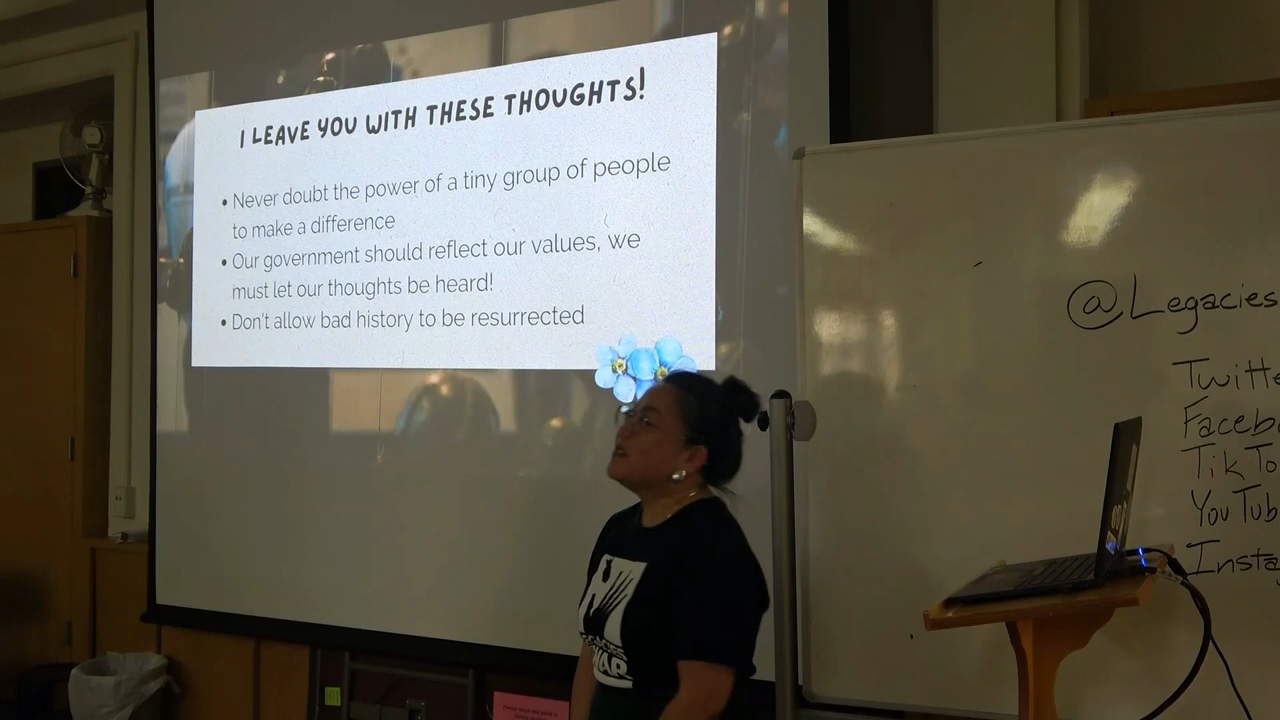 I LEAVE YOU WITH THESE THOUGHTS!
• Never doubt the power of a tiny group of people
to make a difference
• Our government should reflect our values, we
must let our thoughts be heard!
• Don't allow bad history to be resurrected
@Legacies
Twitte
Faceb
TikTo
YouTub
Insta
WAR